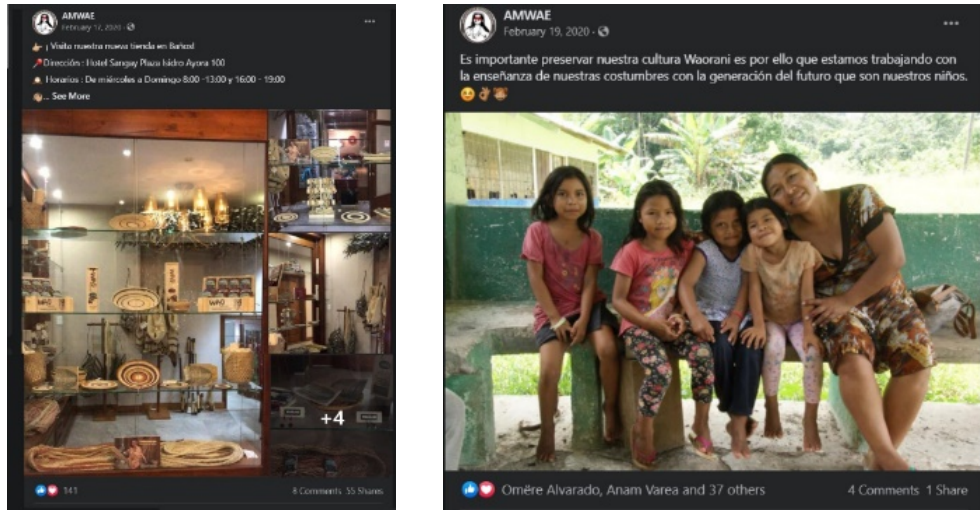 AMWAE
February 17, 2020
¡ Visita nuestra nueva tienda en Baños!
Dirección : Hotel Sangay Plaza Isidro Ayora 100
Horarios : De miércoles a Domingo 8:00 -13:00 y 16:00 - 19:00
... See More
WAO
+4
141
8 Comments 55 Shares
AMWAE
February 19, 2020
Es importante preservar nuestra cultura Waorani es por ello que estamos trabajando con
la enseñanza de nuestras costumbres con la generación del futuro que son nuestros niños.
Omëre Alvarado, Anam Varea and 37 others
4 Comments 1 Share